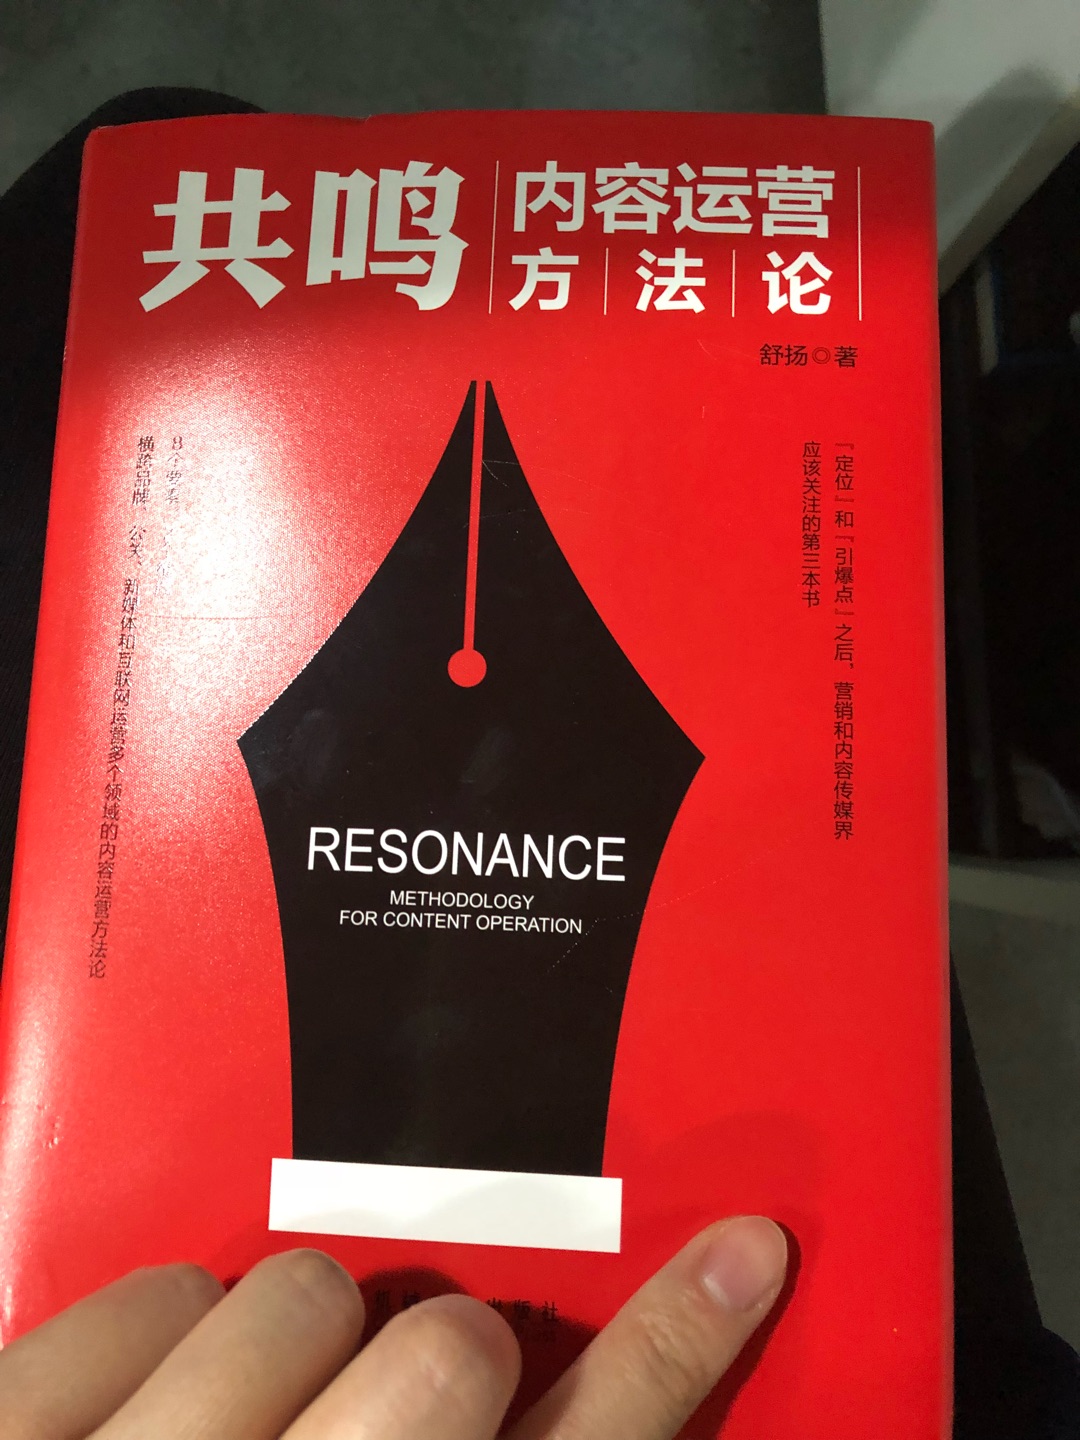 共鸣
内容运营
方法论
舒扬◎著
『定位』和『引爆点』之后，营销和内容传媒界
应该关注的第三本书
8个要素
横跨品牌、公关、新媒体和互联网运营多个领域的内容运营方法论
RESONANCE
METHODOLOGY
FOR CONTENT OPERATION
出版社